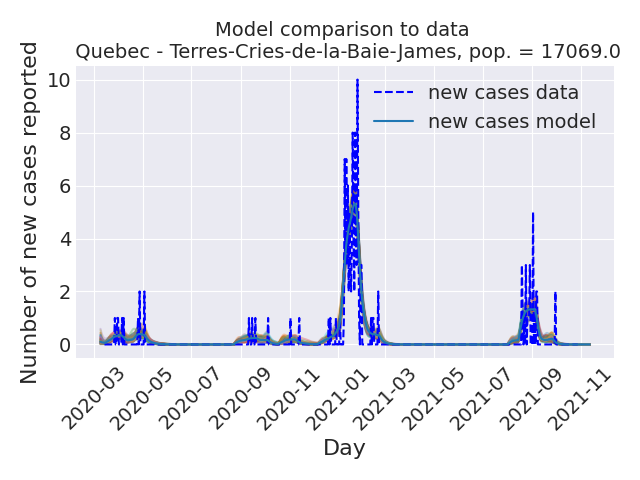 Model comparison to data
Quebec - Terres-Cries-de-la-Baie-James, pop. = 17069.0
Number of new cases reported
10
8
6
4
2
0
new cases data
new cases model
2020-03
2020-05
2020-07
2020-09
2020-11
2021-01
2021-03
2021-05
2021-07
2021-09
2021-11
Day